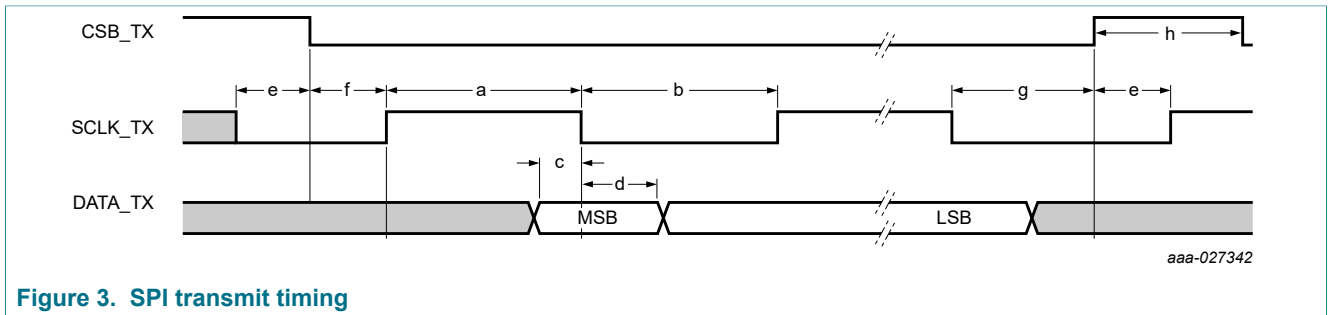 CSB_TX
h
e f a b g e
SCLK_TX
c
d
DATA_TX
MSB LSB
aaa-027342
Figure 3. SPI transmit timing